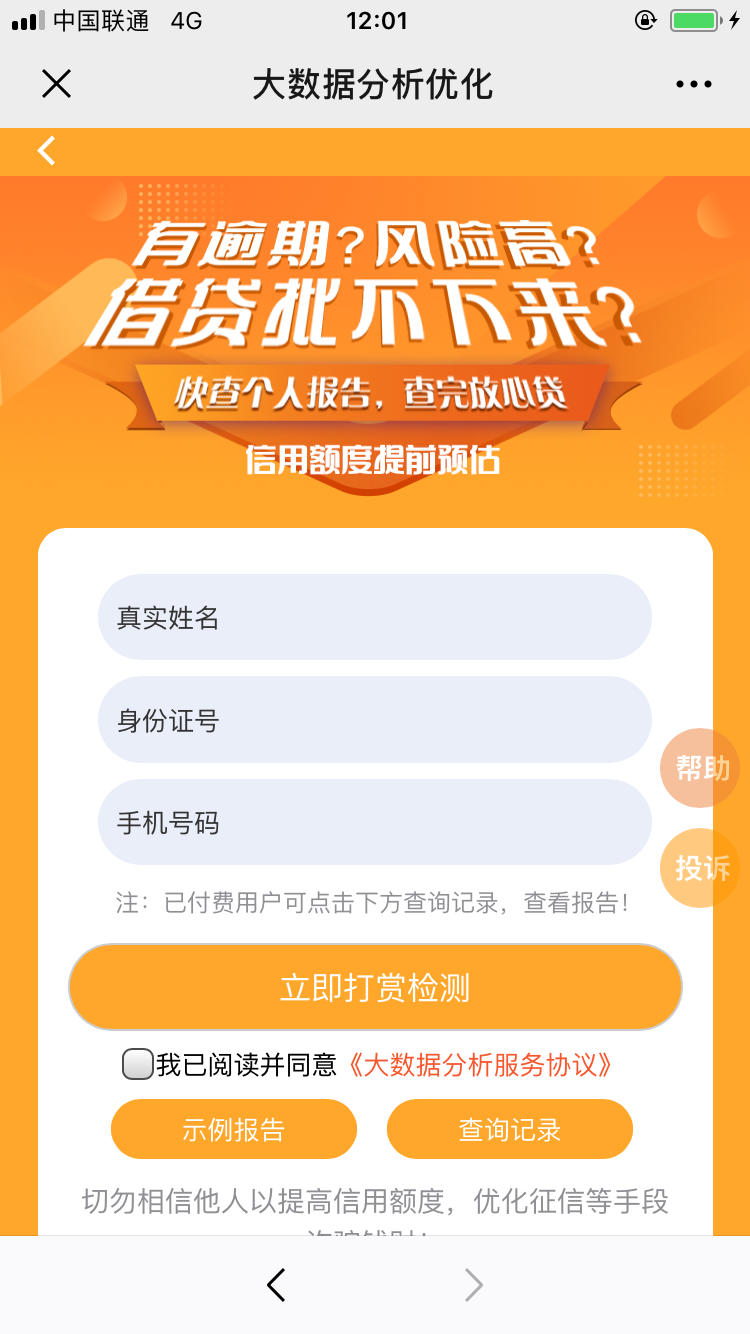 中国联通 4G 12:01
大数据分析优化
有逾期?风险高?
借贷批不下来?
快查个人报告，查完放心贷
信用额度提前预估
真实姓名
身份证号
帮助
手机号码
投诉
注：已付费用户可点击下方查询记录，查看报告！
立即打赏检测
我已阅读并同意《大数据分析服务协议》
示例报告 查询记录
切勿相信他人以提高信用额度，优化征信等手段